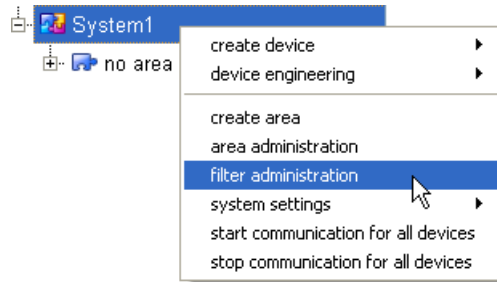 System1
no area
create device
device engineering
create area
area administration
filter administration
system settings
start communication for all devices
stop communication for all devices